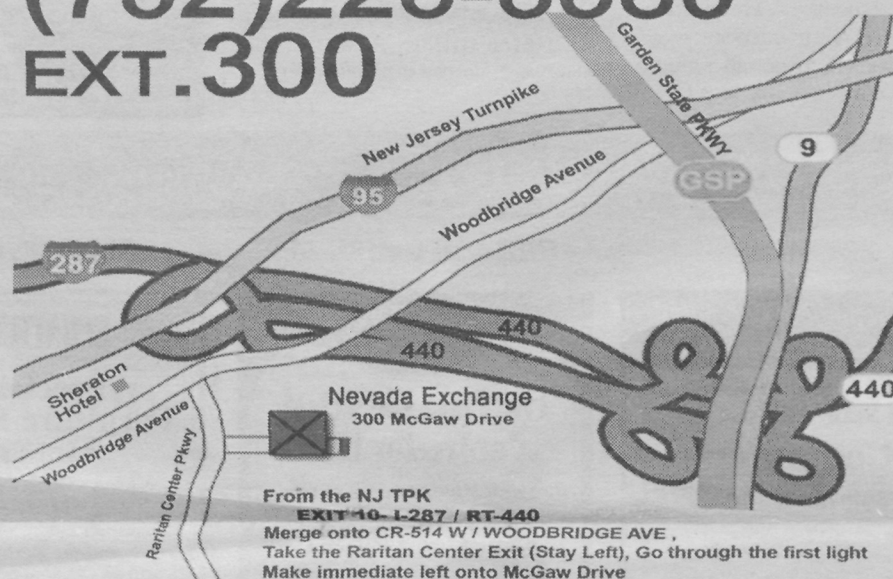 EXT.300
Garden State PKWY
New Jersey Turnpike
9
95
Woodbridge Avenue
GSP
287
440
440
440
Sheraton
Hotel
Nevada Exchange
300 McGaw Drive
Woodbridge Avenue
Raritan Center Pkwy
From the NJ TPK
EXIT 10- I-287 / RT-440
Merge onto CR-514 W / WOODBRIDGE AVE ,
Take the Raritan Center Exit (Stay Left), Go through the first light
Make immediate left onto McGaw Drive